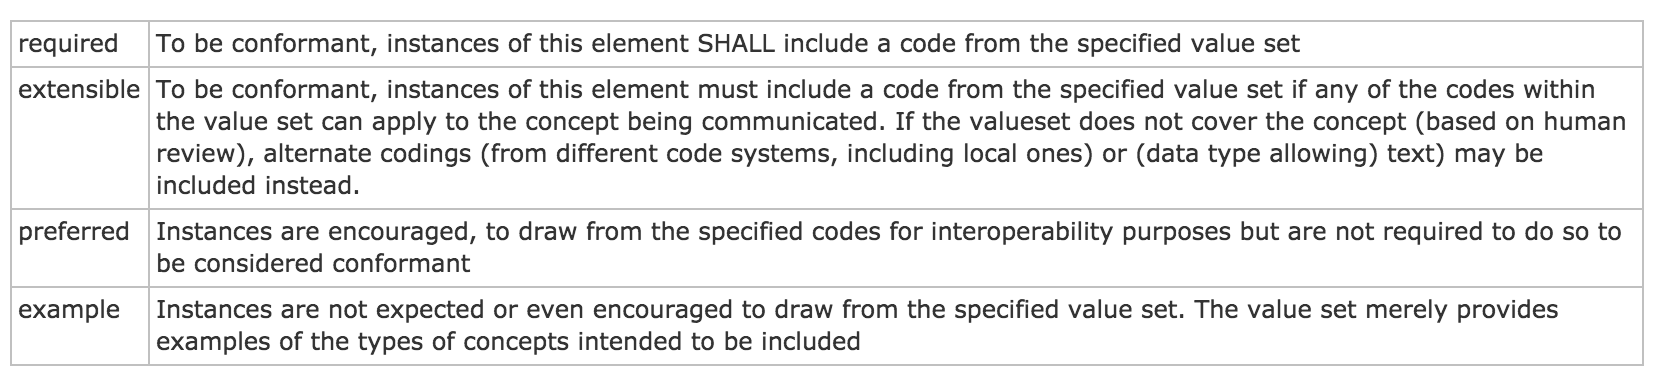 required To be conformant, instances of this element SHALL include a code from the specified value set
extensible To be conformant, instances of this element must include a code from the specified value set if any of the codes within
the value set can apply to the concept being communicated. If the valueset does not cover the concept (based on human
review), alternate codings (from different code systems, including local ones) or (data type allowing) text) may be
included instead.
preferred Instances are encouraged, to draw from the specified codes for interoperability purposes but are not required to do so to
be considered conformant
example Instances are not expected or even encouraged to draw from the specified value set. The value set merely provides
examples of the types of concepts intended to be included